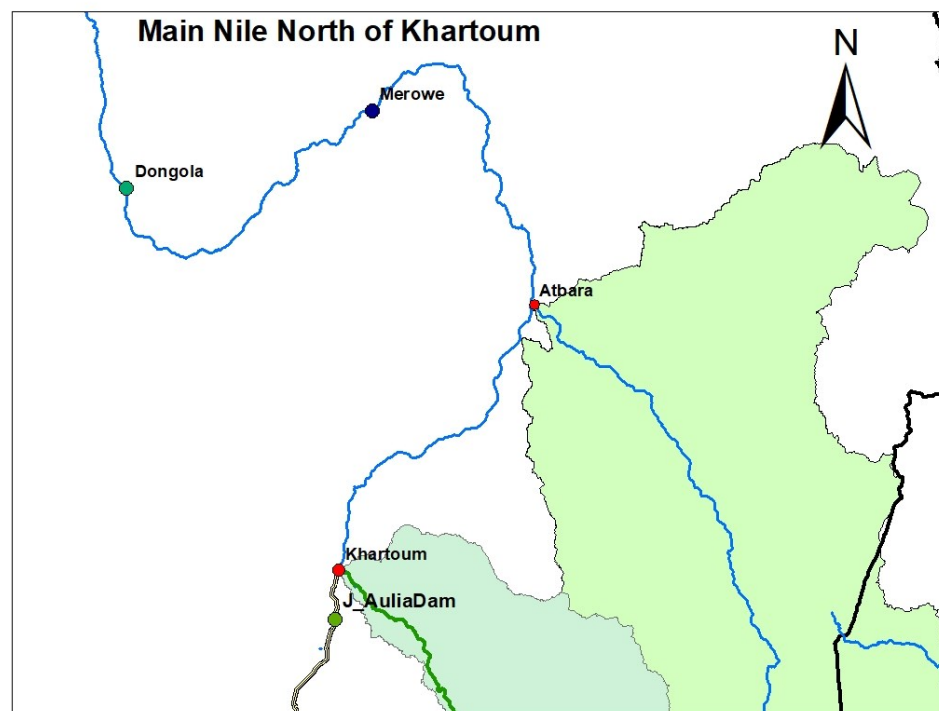 Main Nile North of Khartoum
N
Merowe
Dongola
Atbara
Khartoum
J_AuliaDam